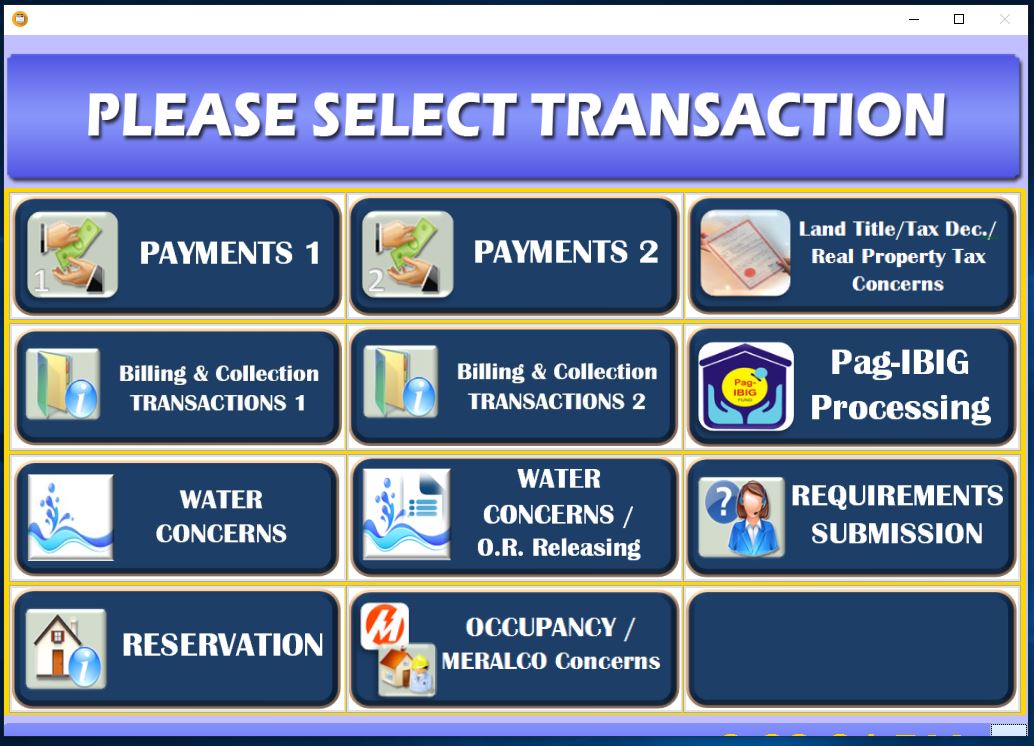 PLEASE SELECT TRANSACTION
1
PAYMENTS 1
2
PAYMENTS 2
Land Title/Tax Dec./
Real Property Tax
Concerns
Billing & Collection
TRANSACTIONS 1
Billing & Collection
TRANSACTIONS 2
Pag-
IBIG
FUND
Pag-IBIG
Processing
WATER
CONCERNS
WATER
CONCERNS /
O.R. Releasing
?
REQUIREMENTS
SUBMISSION
RESERVATION
OCCUPANCY /
MERALCO Concerns